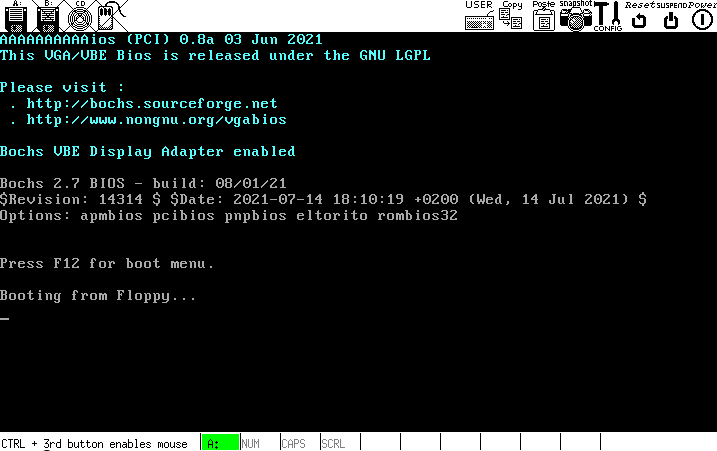 A: B: CD USER Copy Paste snapshot CONFIG Reset SUSPEND Power
AAAAAAAAAAios (PCI) 0.8a 03 Jun 2021
This VGA/VBE Bios is released under the GNU LGPL
Please visit :
. http://bochs.sourceforge.net
. http://www.nongnu.org/vgabios
Bochs VBE Display Adapter enabled
Bochs 2.7 BIOS - build: 08/01/21
$Revision: 14314 $ $Date: 2021-07-14 18:10:19 +0200 (Wed, 14 Jul 2021) $
Options: apmbios pcibios pnpbios eltorito rombios32
Press F12 for boot menu.
Booting from Floppy...
_
CTRL + 3rd button enables mouse A: NUM CAPS SCRL